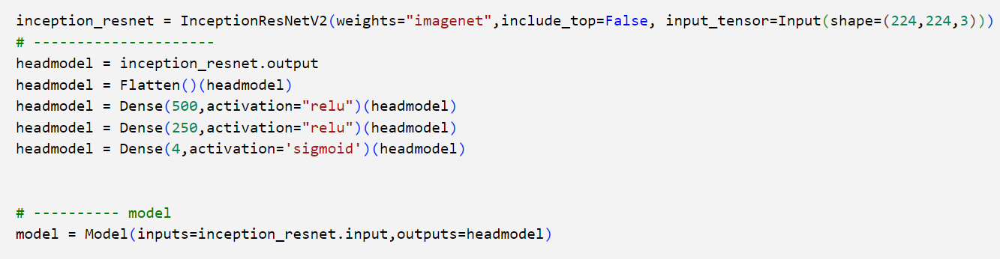 inception_resnet = InceptionResNetV2(weights="imagenet",include_top=False, input_tensor=Input(shape=(224,224,3)))
# ---------------------
headmodel = inception_resnet.output
headmodel = Flatten()(headmodel)
headmodel = Dense(500,activation="relu")(headmodel)
headmodel = Dense(250,activation="relu")(headmodel)
headmodel = Dense(4,activation='sigmoid')(headmodel)
# ---------- model
model = Model(inputs=inception_resnet.input,outputs=headmodel)